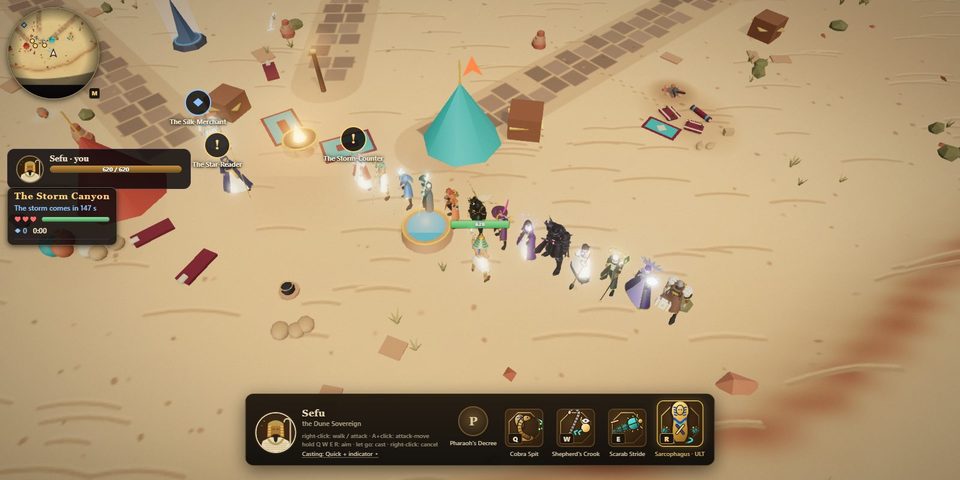 M
The Silk Merchant
The Star-Reader
The Storm-Counter
Sefu · you
620 / 620
The Storm Canyon
The storm comes in 147 s
0 0:00
620
Sefu
the Dune Sovereign
right-click: walk / attack · A+click: attack-move
hold Q W E R: aim · let go: cast · right-click: cancel
Casting: Quick + indicator
P
Pharaoh's Decree
Q
Cobra Spit
W
Shepherd's Crook
E
Scarab Stride
R
Sarcophagus · ULT